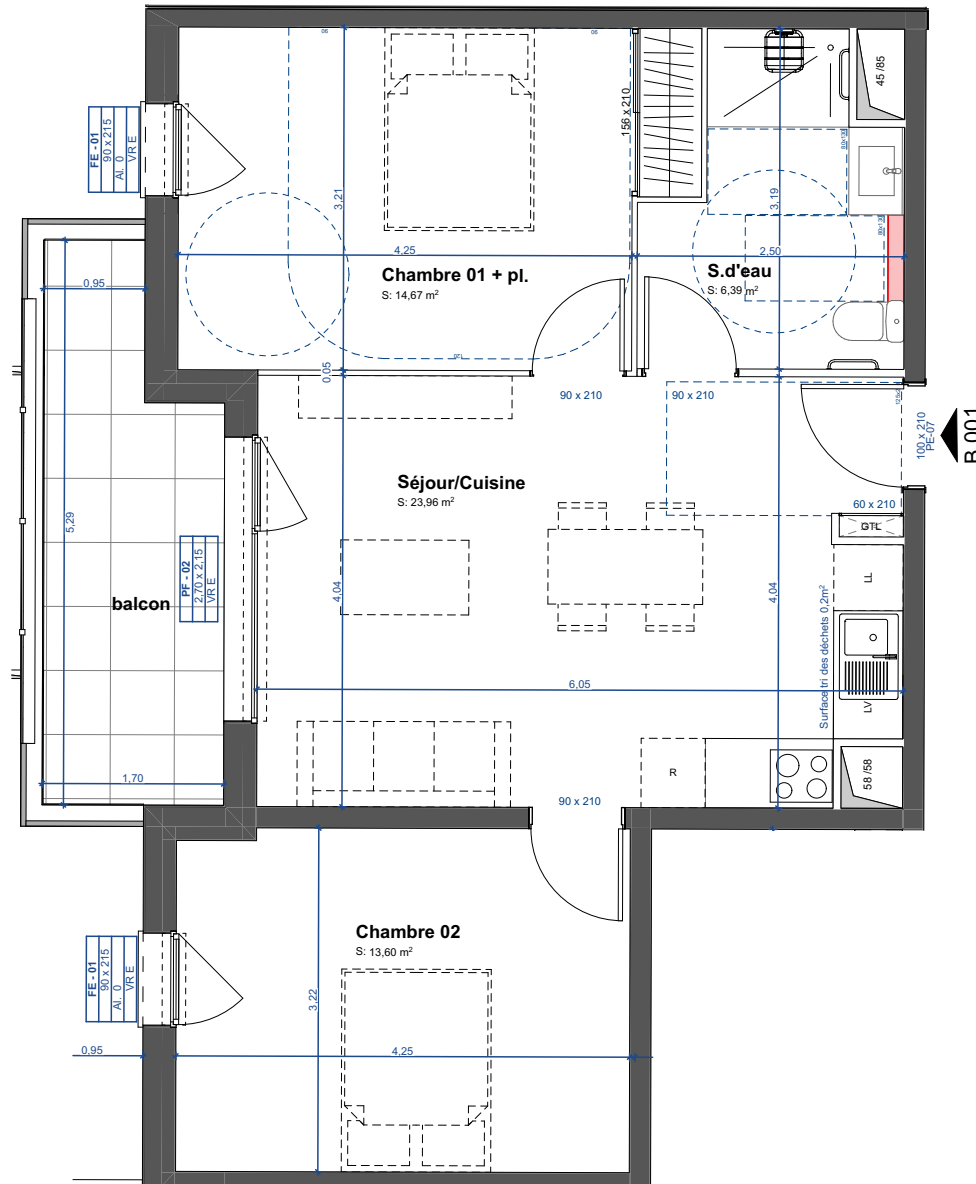 90
90
156 x 210
45 /85
FE - 01
90 x 215
Al. 0
VR E
3,21
3,19
80x130
80x130
4,25
2,50
Chambre 01 + pl.
S: 14,67 m²
S.d'eau
S: 6,39 m²
0,95
0,05
90 x 210
90 x 210
100 x 210
PE-07
B 001
Séjour/Cuisine
S: 23,96 m²
60 x 210
GTL
5,29
PF - 02
2,70 x 2,15
VR E
balcon
4,04
4,04
LL
Surface tri des déchets 0,2m²
6,05
LV
1,70
R
58 /58
90 x 210
Chambre 02
S: 13,60 m²
FE - 01
90 x 215
Al. 0
VR E
3,22
0,95
4,25